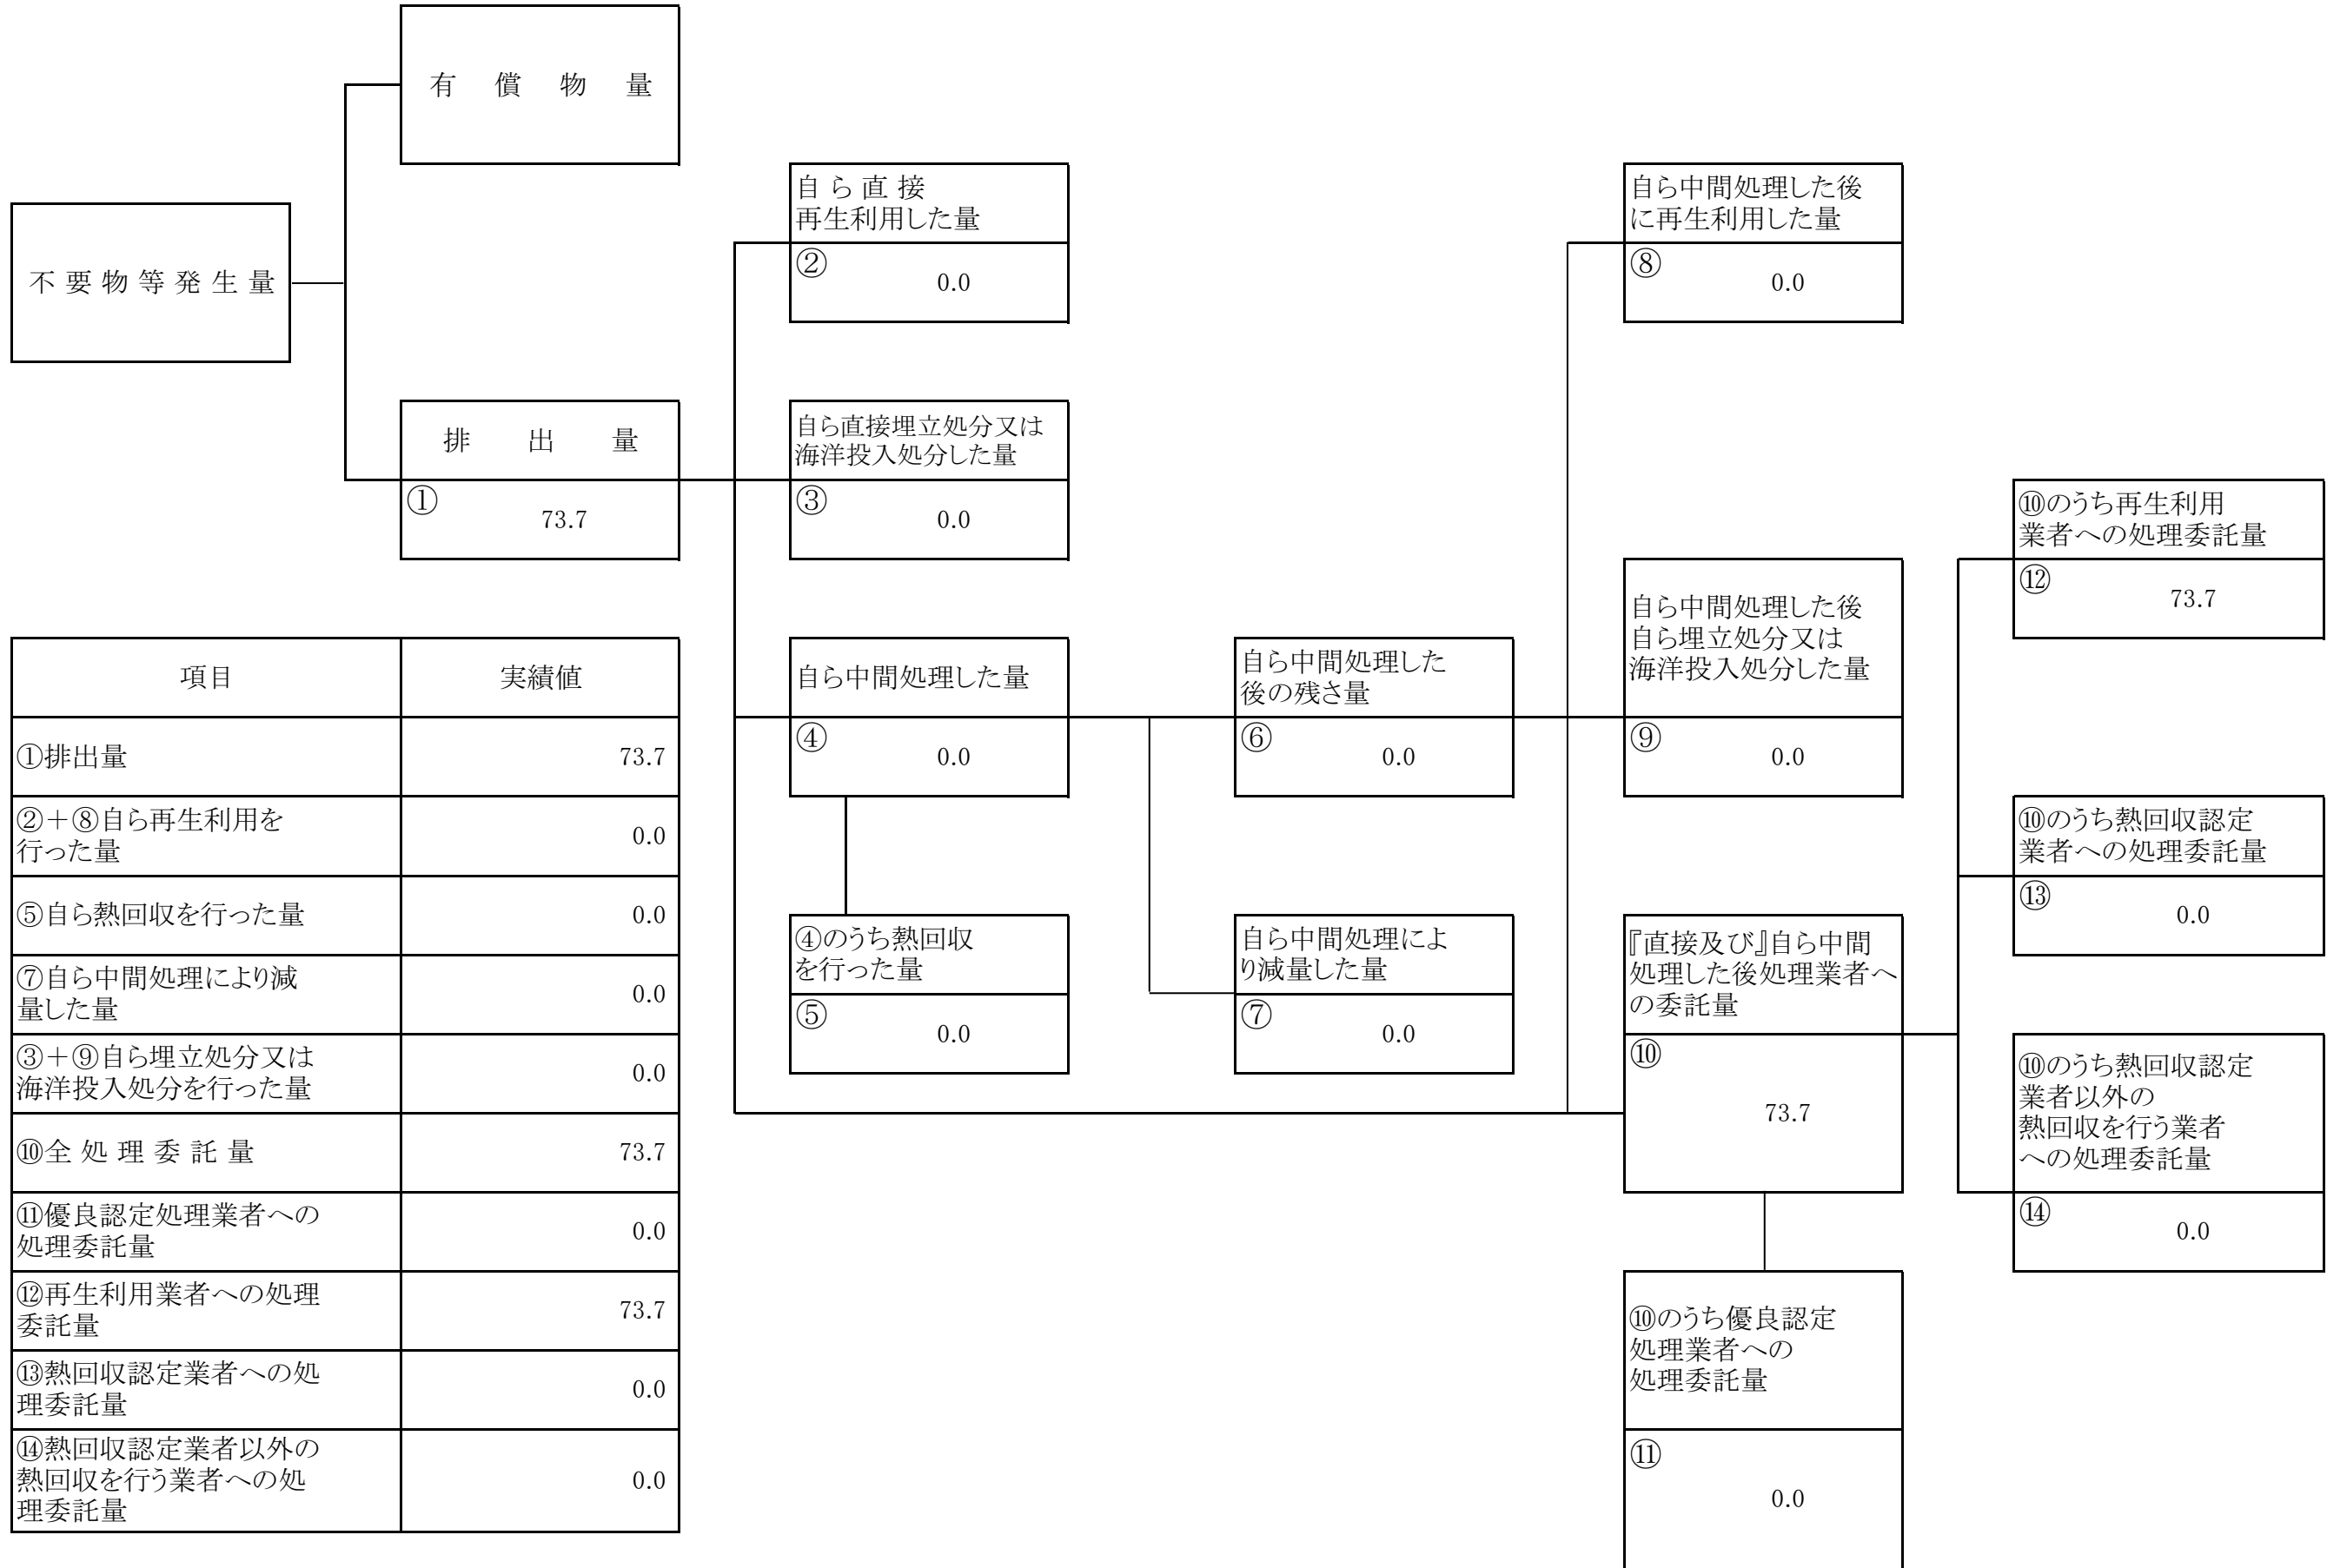 有償物量
不要物等発生量
排出量
①
73.7
自ら直接
再生利用した量
②
0.0
自ら直接埋立処分又は
海洋投入処分した量
③
0.0
自ら中間処理した量
④
0.0
④のうち熱回収
を行った量
⑤
0.0
自ら中間処理した
後の残さ量
⑥
0.0
自ら中間処理によ
り減量した量
⑦
0.0
自ら中間処理した後
に再生利用した量
⑧
0.0
自ら中間処理した後
自ら埋立処分又は
海洋投入処分した量
⑨
0.0
『直接及び』自ら中間
処理した後処理業者へ
の委託量
⑩
73.7
⑩のうち優良認定
処理業者への
処理委託量
⑪
0.0
⑩のうち再生利用
業者への処理委託量
⑫
73.7
⑩のうち熱回収認定
業者への処理委託量
⑬
0.0
⑩のうち熱回収認定
業者以外の
熱回収を行う業者
への処理委託量
⑭
0.0
項目 実績値
①排出量 73.7
②＋⑧自ら再生利用を
行った量 0.0
⑤自ら熱回収を行った量 0.0
⑦自ら中間処理により減
量した量 0.0
③＋⑨自ら埋立処分又は
海洋投入処分を行った量 0.0
⑩全処理委託量 73.7
⑪優良認定処理業者への
処理委託量 0.0
⑫再生利用業者への処理
委託量 73.7
⑬熱回収認定業者への処
理委託量 0.0
⑭熱回収認定業者以外の
熱回収を行う業者への処
理委託量 0.0